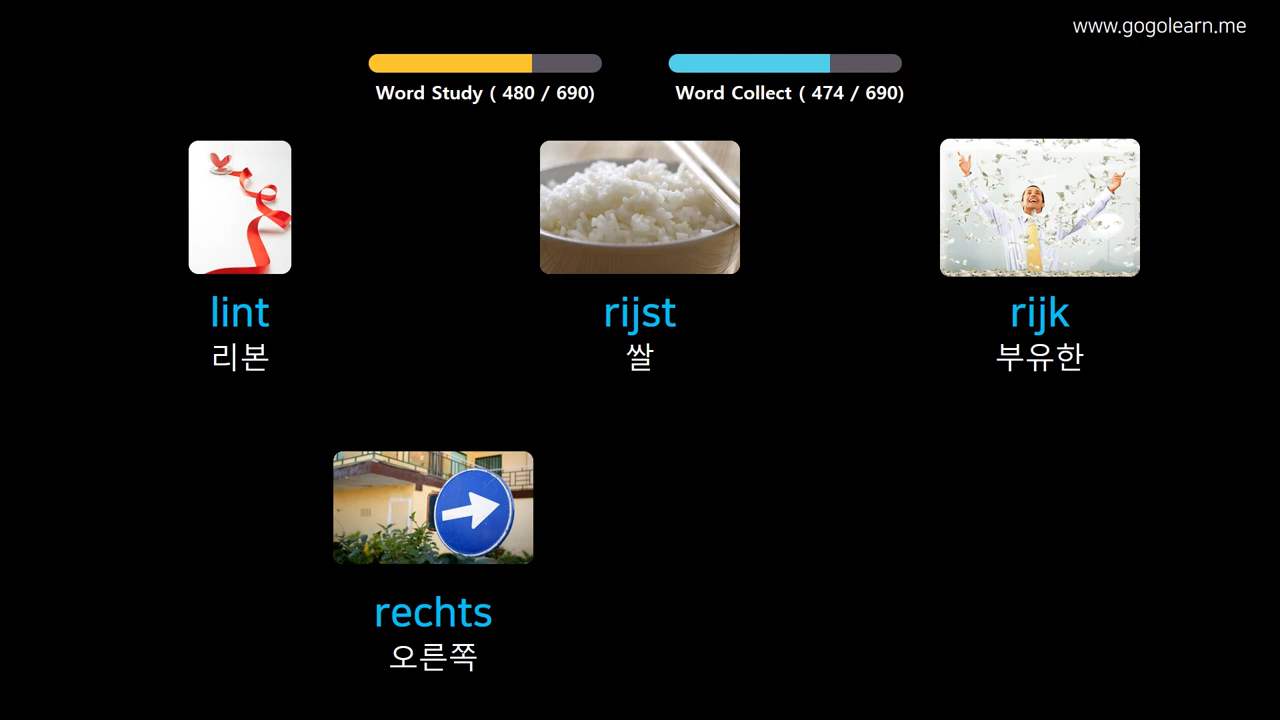 www.gogolearn.me
Word Study ( 480 / 690)
Word Collect ( 474 / 690)
lint
리본
rijst
쌀
rijk
부유한
rechts
오른쪽